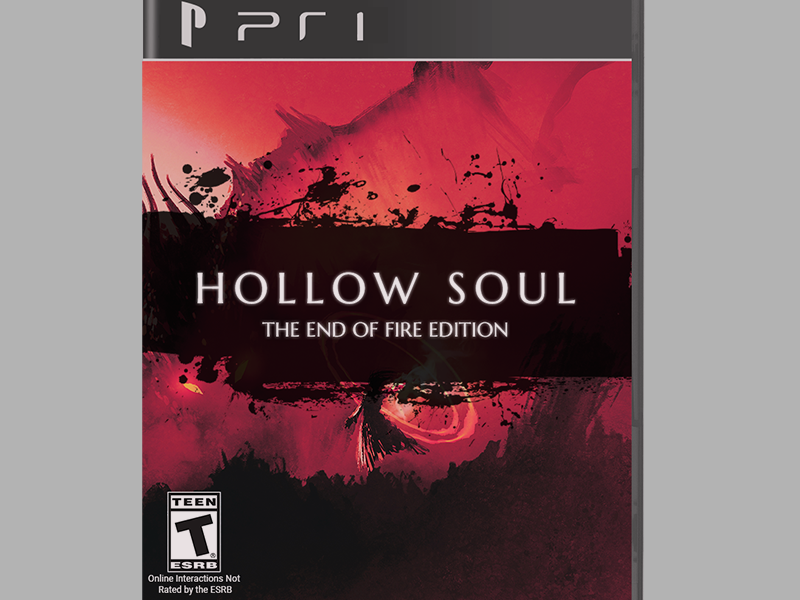 P PRI
HOLLOW SOUL
THE END OF FIRE EDITION
TEEN
T®
ESRB
Online Interactions Not
Rated by the ESRB